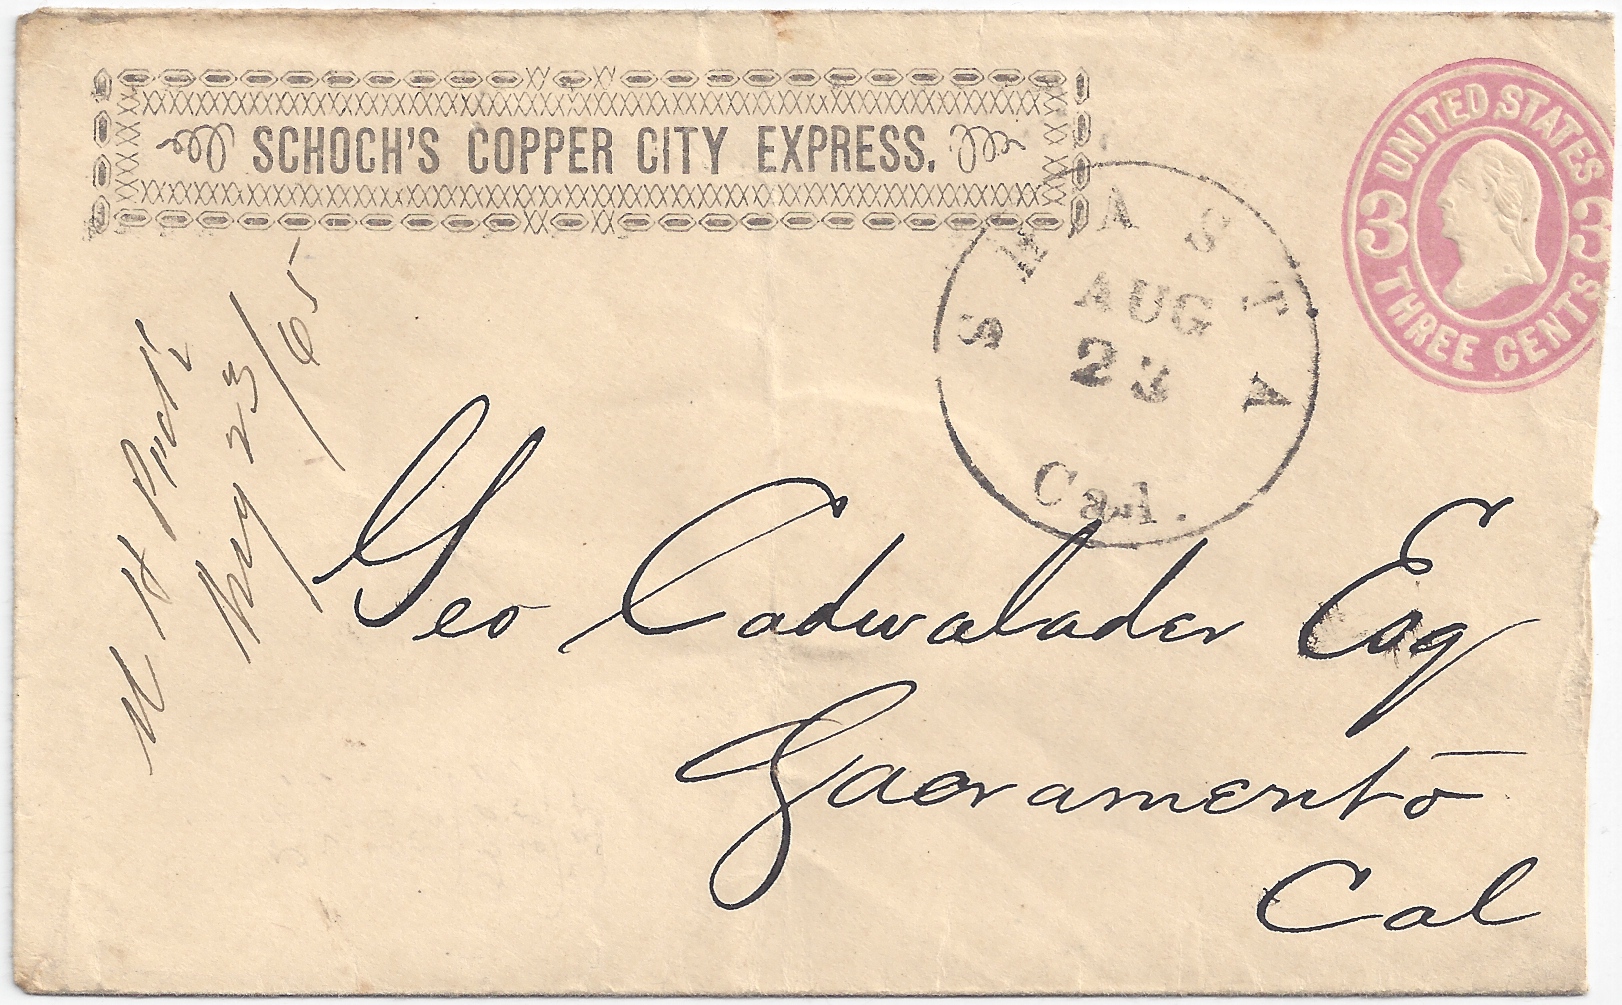 SCHOCH'S COPPER CITY EXPRESS.
UNITED STATES
3 3
THREE CENTS
SHASTA
AUG
23
Cal.
Aug 23/65
Geo Cadwalader Esq
Sacramento
Cal